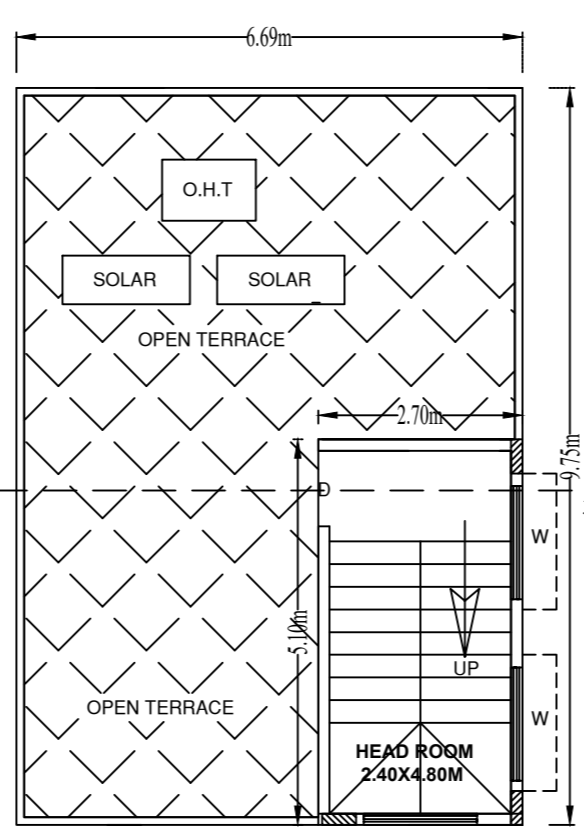 6.69m
O.H.T
SOLAR SOLAR
OPEN TERRACE
2.70m
9.75m
D
W
5.10m
UP
OPEN TERRACE
W
HEAD ROOM
2.40X4.80M